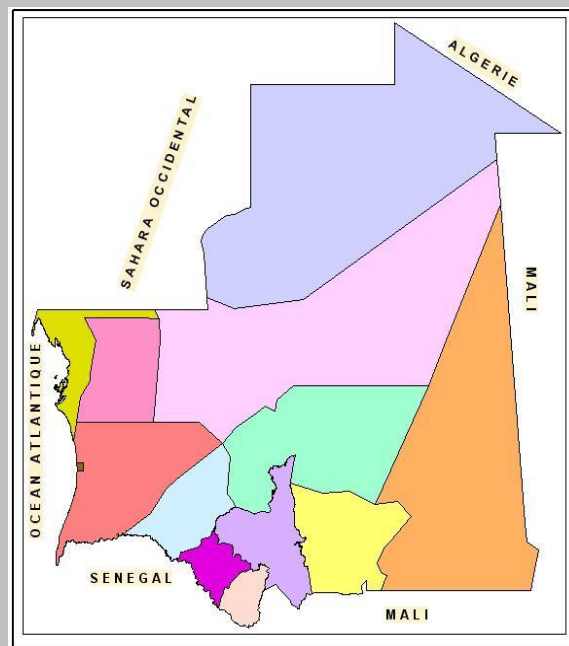 ALGERIE
SAHARA OCCIDENTAL
MALI
OCEAN ATLANTIQUE
SENEGAL
MALI